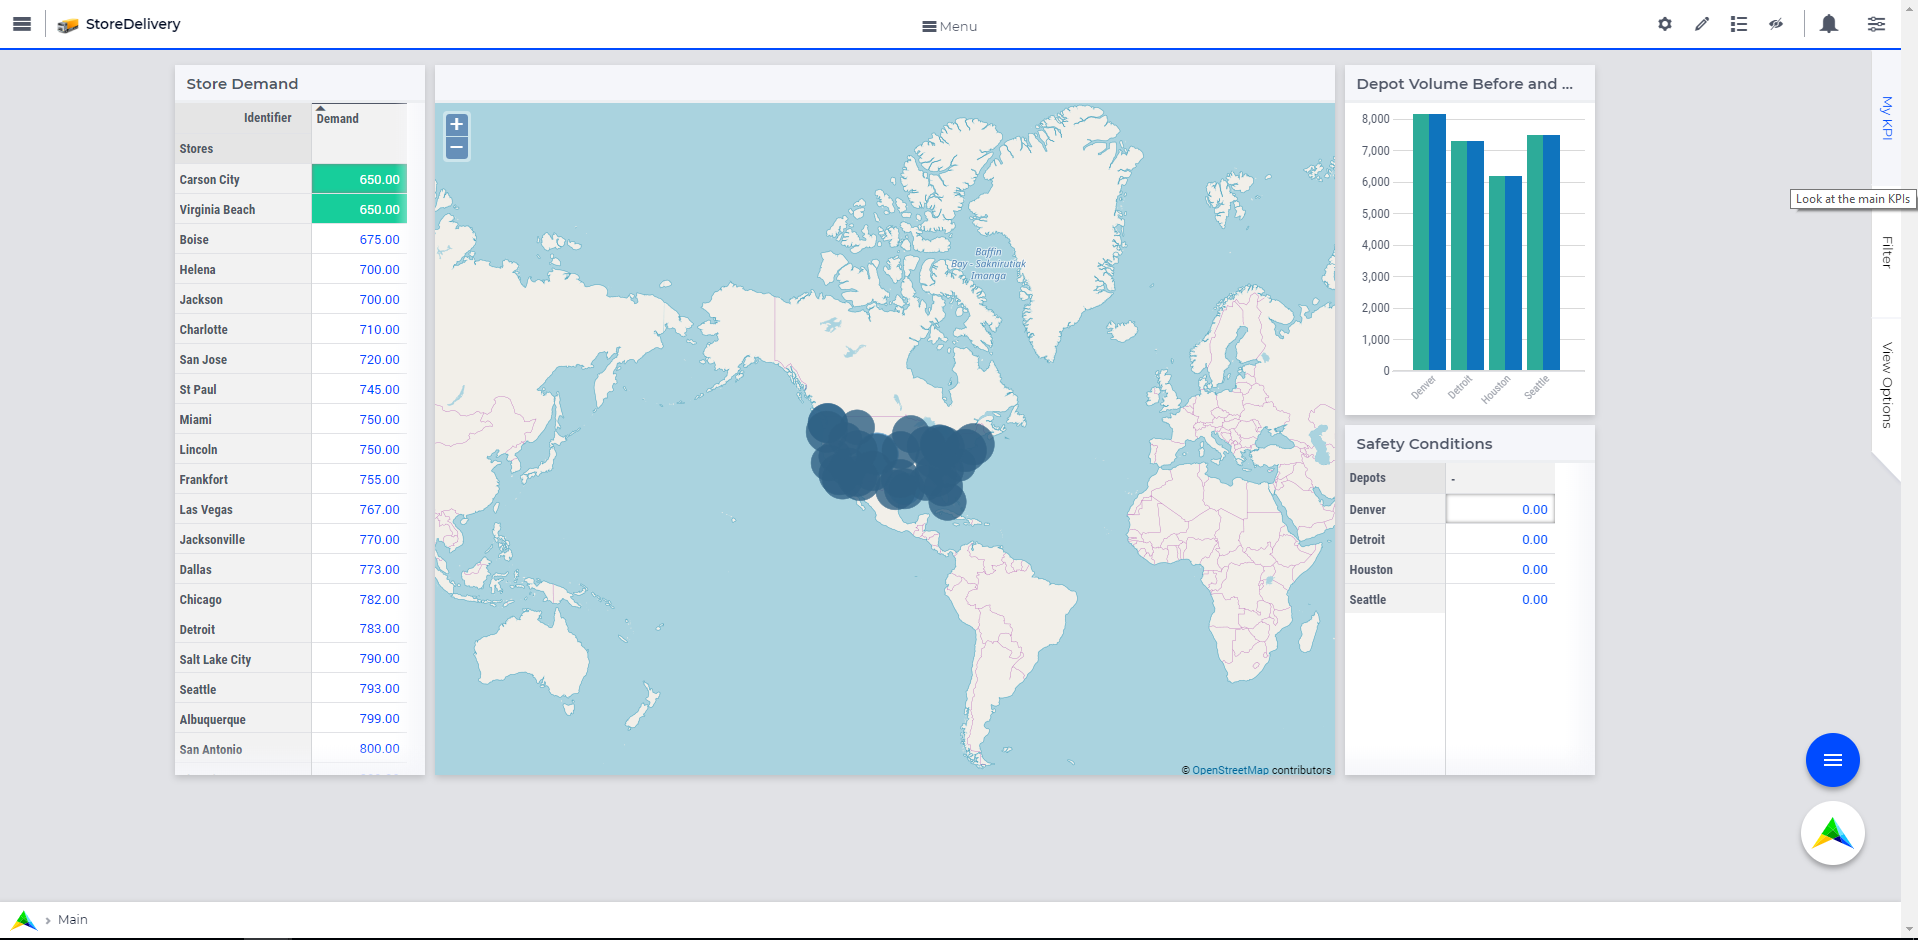 StoreDelivery
Menu
Store Demand
Identifier Demand
Stores
Carson City 650.00
Virginia Beach 650.00
Boise 675.00
Helena 700.00
Jackson 700.00
Charlotte 710.00
San Jose 720.00
St Paul 745.00
Miami 750.00
Lincoln 750.00
Frankfort 755.00
Las Vegas 767.00
Jacksonville 770.00
Dallas 773.00
Chicago 782.00
Detroit 783.00
Salt Lake City 790.00
Seattle 793.00
Albuquerque 799.00
San Antonio 800.00
+
−
Baffin
Bay - Saknirutiak
Imanga
© OpenStreetMap contributors
Depot Volume Before and ...
8,000
7,000
6,000
5,000
4,000
3,000
2,000
1,000
0
Denver Detroit Houston Seattle
Safety Conditions
Depots -
Denver 0.00
Detroit 0.00
Houston 0.00
Seattle 0.00
My KPI
Look at the main KPIs
Filter
View Options
Main